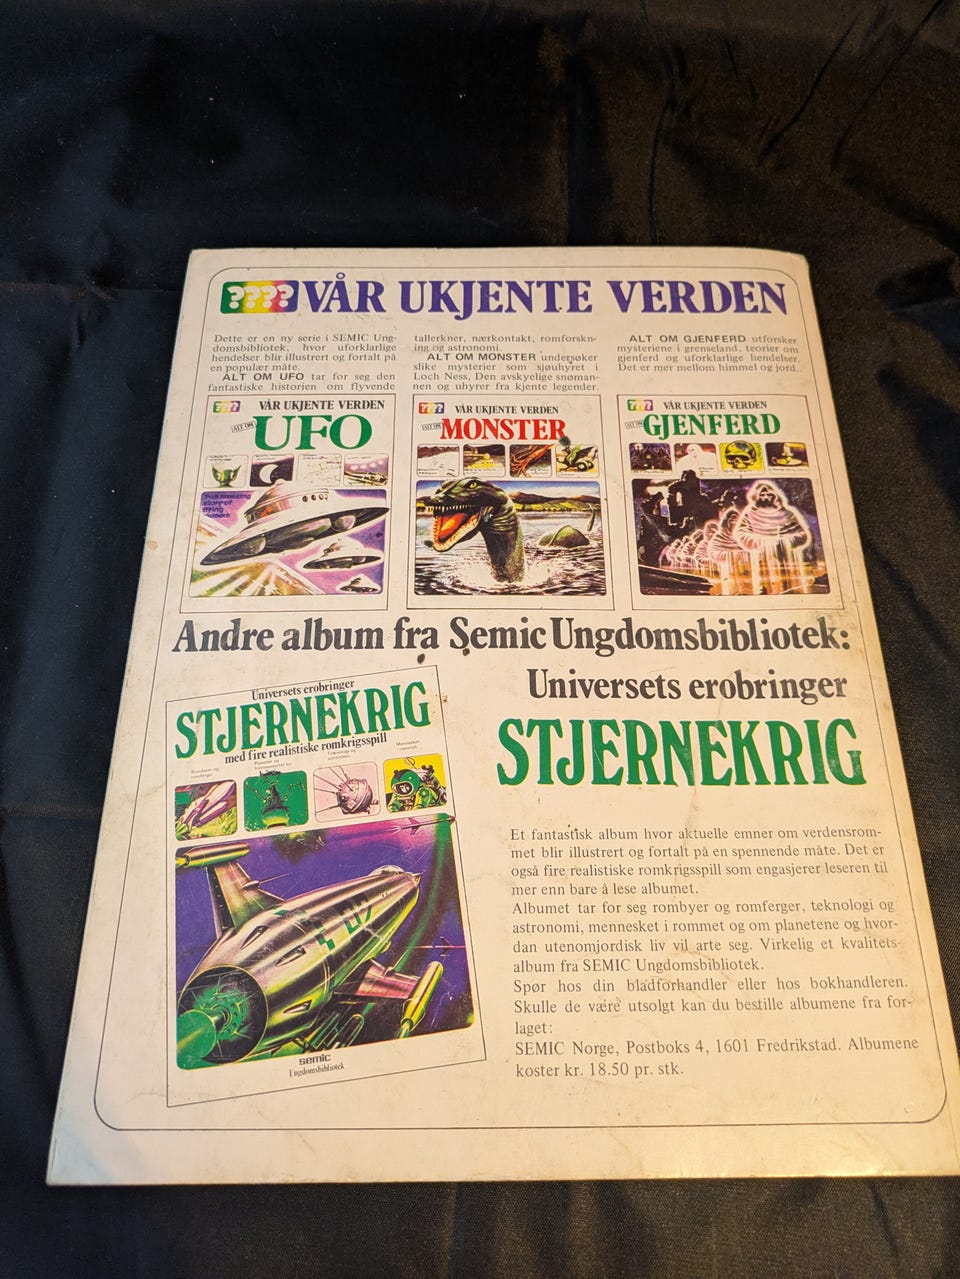 ???? VÅR UKJENTE VERDEN
Dette er en ny serie i SEMIC Ung-
domsbibliotek, hvor uforklarlige
hendelser blir illustrert og fortalt på
en populær måte.
ALT OM UFO tar for seg den
fantastiske historien om flyvende
tallerkner, nærkontakt, romforskn-
ing og astronomi.
ALT OM MONSTER undersøker
slike mysterier som sjøuhyret i
Loch Ness, Den avskyelige snøman-
nen og uhyrer fra kjente legender.
ALT OM GJENFERD utforsker
mysteriene i grenseland, teorier om
gjenferd og uforklarlige hendelser.
Det er mer mellom himmel og jord..
??? VÅR UKJENTE VERDEN
ALT OM UFO
??? VÅR UKJENTE VERDEN
ALT OM MONSTER
??? VÅR UKJENTE VERDEN
ALT OM GJENFERD
Andre album fra Semic Ungdomsbibliotek:
Universets erobringer
STJERNEKRIG
med fire realistiske romkrigsspill
semic
Ungdomsbibliotek
Universets erobringer
STJERNEKRIG
Et fantastisk album hvor aktuelle emner om verdensrom-
met blir illustrert og fortalt på en spennende måte. Det er
også fire realistiske romkrigsspill som engasjerer leseren til
mer enn bare å lese albumet.
Albumet tar for seg rombyer og romferger, teknologi og
astronomi, mennesket i rommet og om planetene og hvor-
dan utenomjordisk liv vil arte seg. Virkelig et kvalitets-
album fra SEMIC Ungdomsbibliotek.
Spør hos din bladforhandler eller hos bokhandleren.
Skulle de være utsolgt kan du bestille albumene fra for-
laget:
SEMIC Norge, Postboks 4, 1601 Fredrikstad. Albumene
koster kr. 18.50 pr. stk.